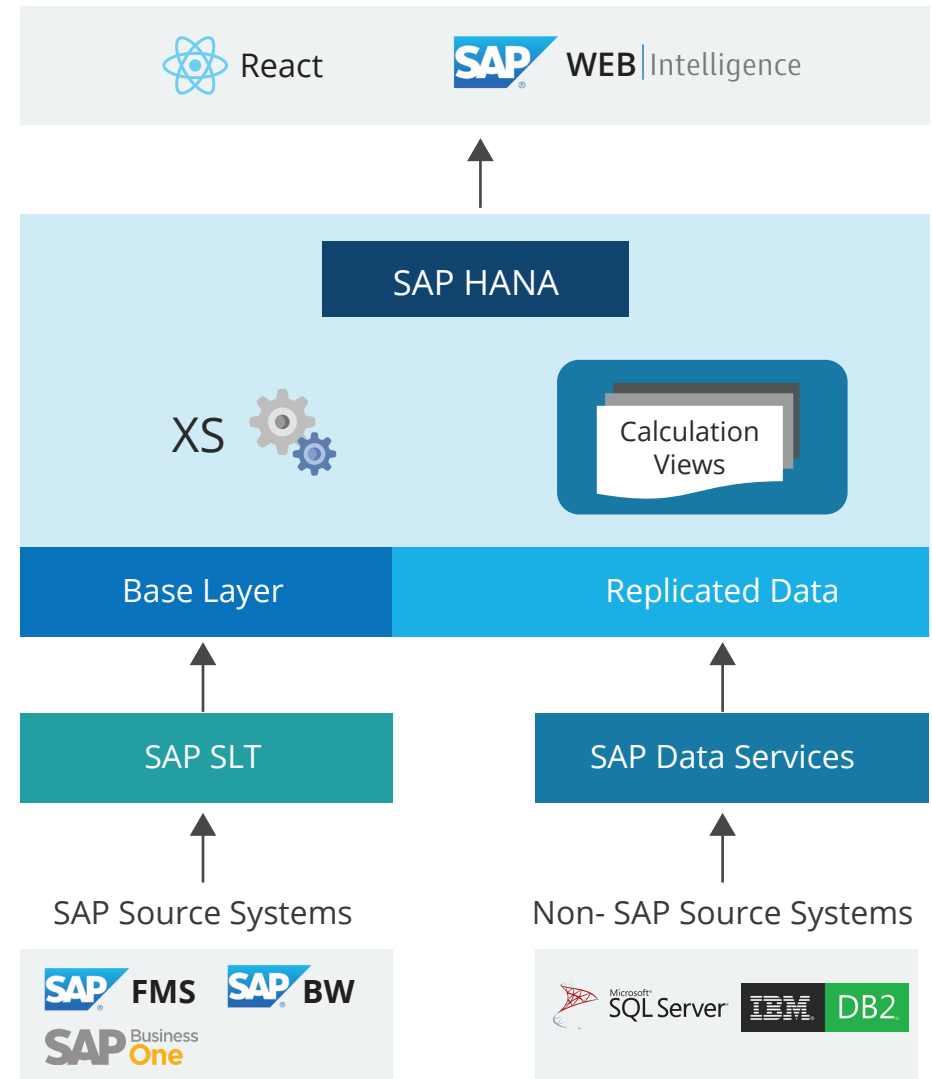 React
SAP WEB Intelligence
SAP HANA
XS
Calculation
Views
Base Layer
Replicated Data
SAP SLT
SAP Data Services
SAP Source Systems
Non- SAP Source Systems
SAP FMS
SAP BW
SAP Business
One
Microsoft®
SQL Server
IBM DB2